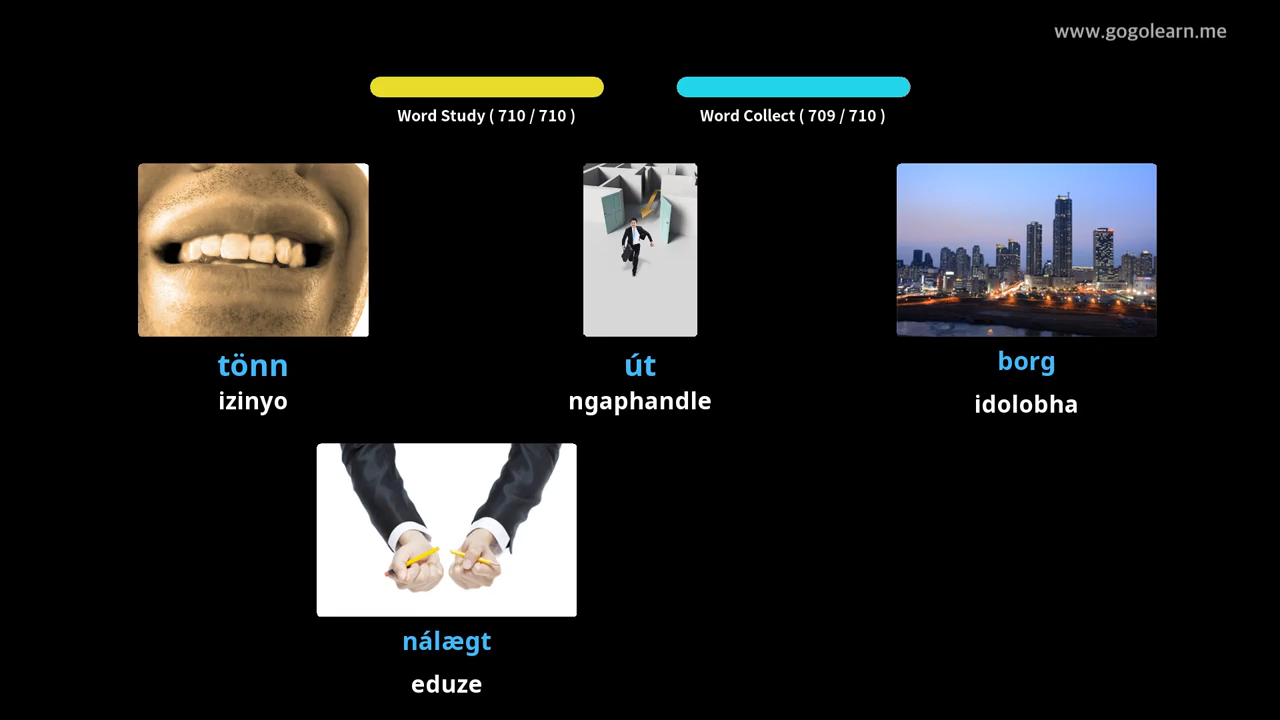 www.gogolearn.me
Word Study ( 710 / 710 )
Word Collect ( 709 / 710 )
tönn
izinyo
út
ngaphandle
borg
idolobha
nálægt
eduze